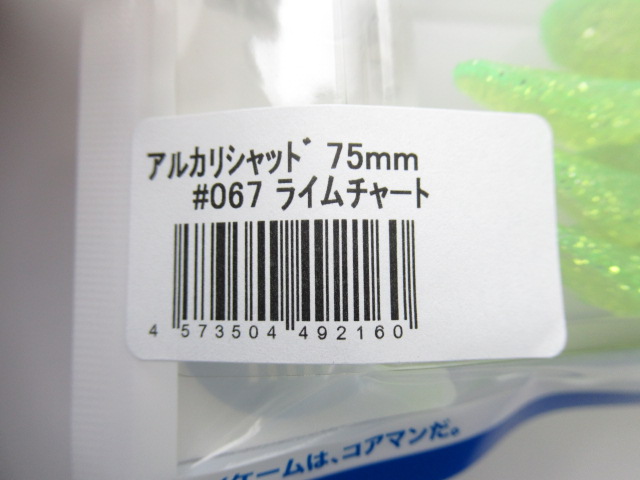 アルカリシャッド 75mm
#067 ライムチャート
4 573504 492160
ゲームは、コアマンだ。